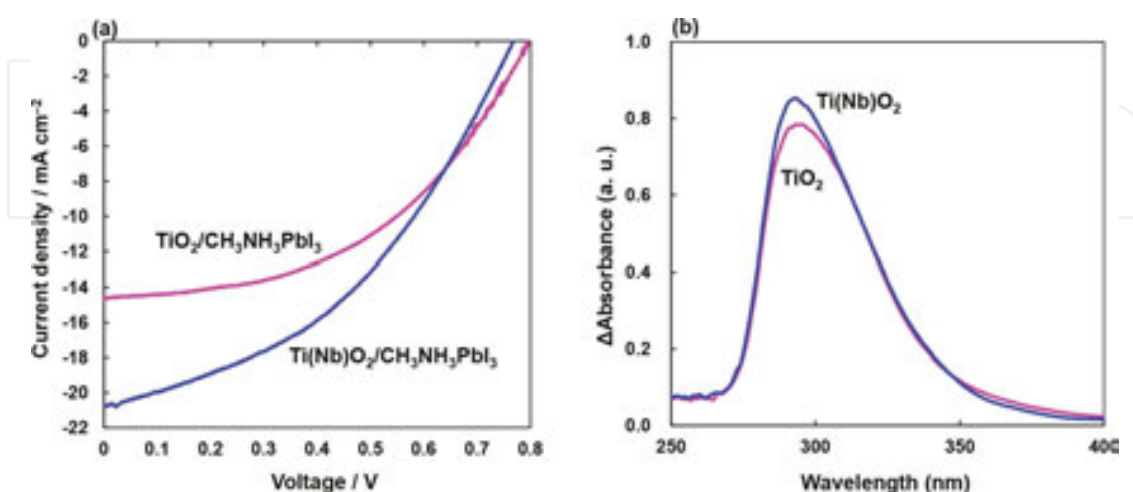 (a)
0
-2
-4
-6
-8
-10
-12
-14
-16
-18
-20
-22
Current density / mA cm⁻²
TiO₂/CH₃NH₃PbI₃
Ti(Nb)O₂/CH₃NH₃PbI₃
0 0.1 0.2 0.3 0.4 0.5 0.6 0.7 0.8
Voltage / V
(b)
1.0
0.8
0.6
0.4
0.2
0.0
ΔAbsorbance (a. u.)
Ti(Nb)O₂
TiO₂
250 300 350 400
Wavelength (nm)